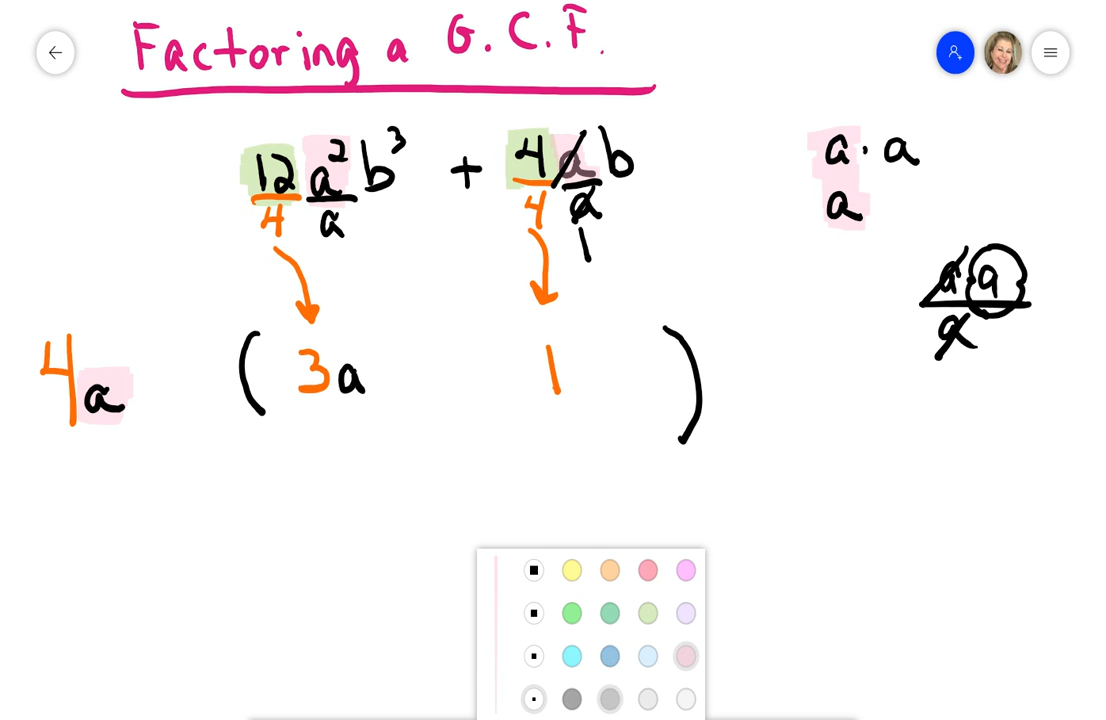 Factoring a G.C.F.
12a²b³ + 4ab
4 a 4 a
1
a · a
a
a · a
a
4a ( 3a 1 )